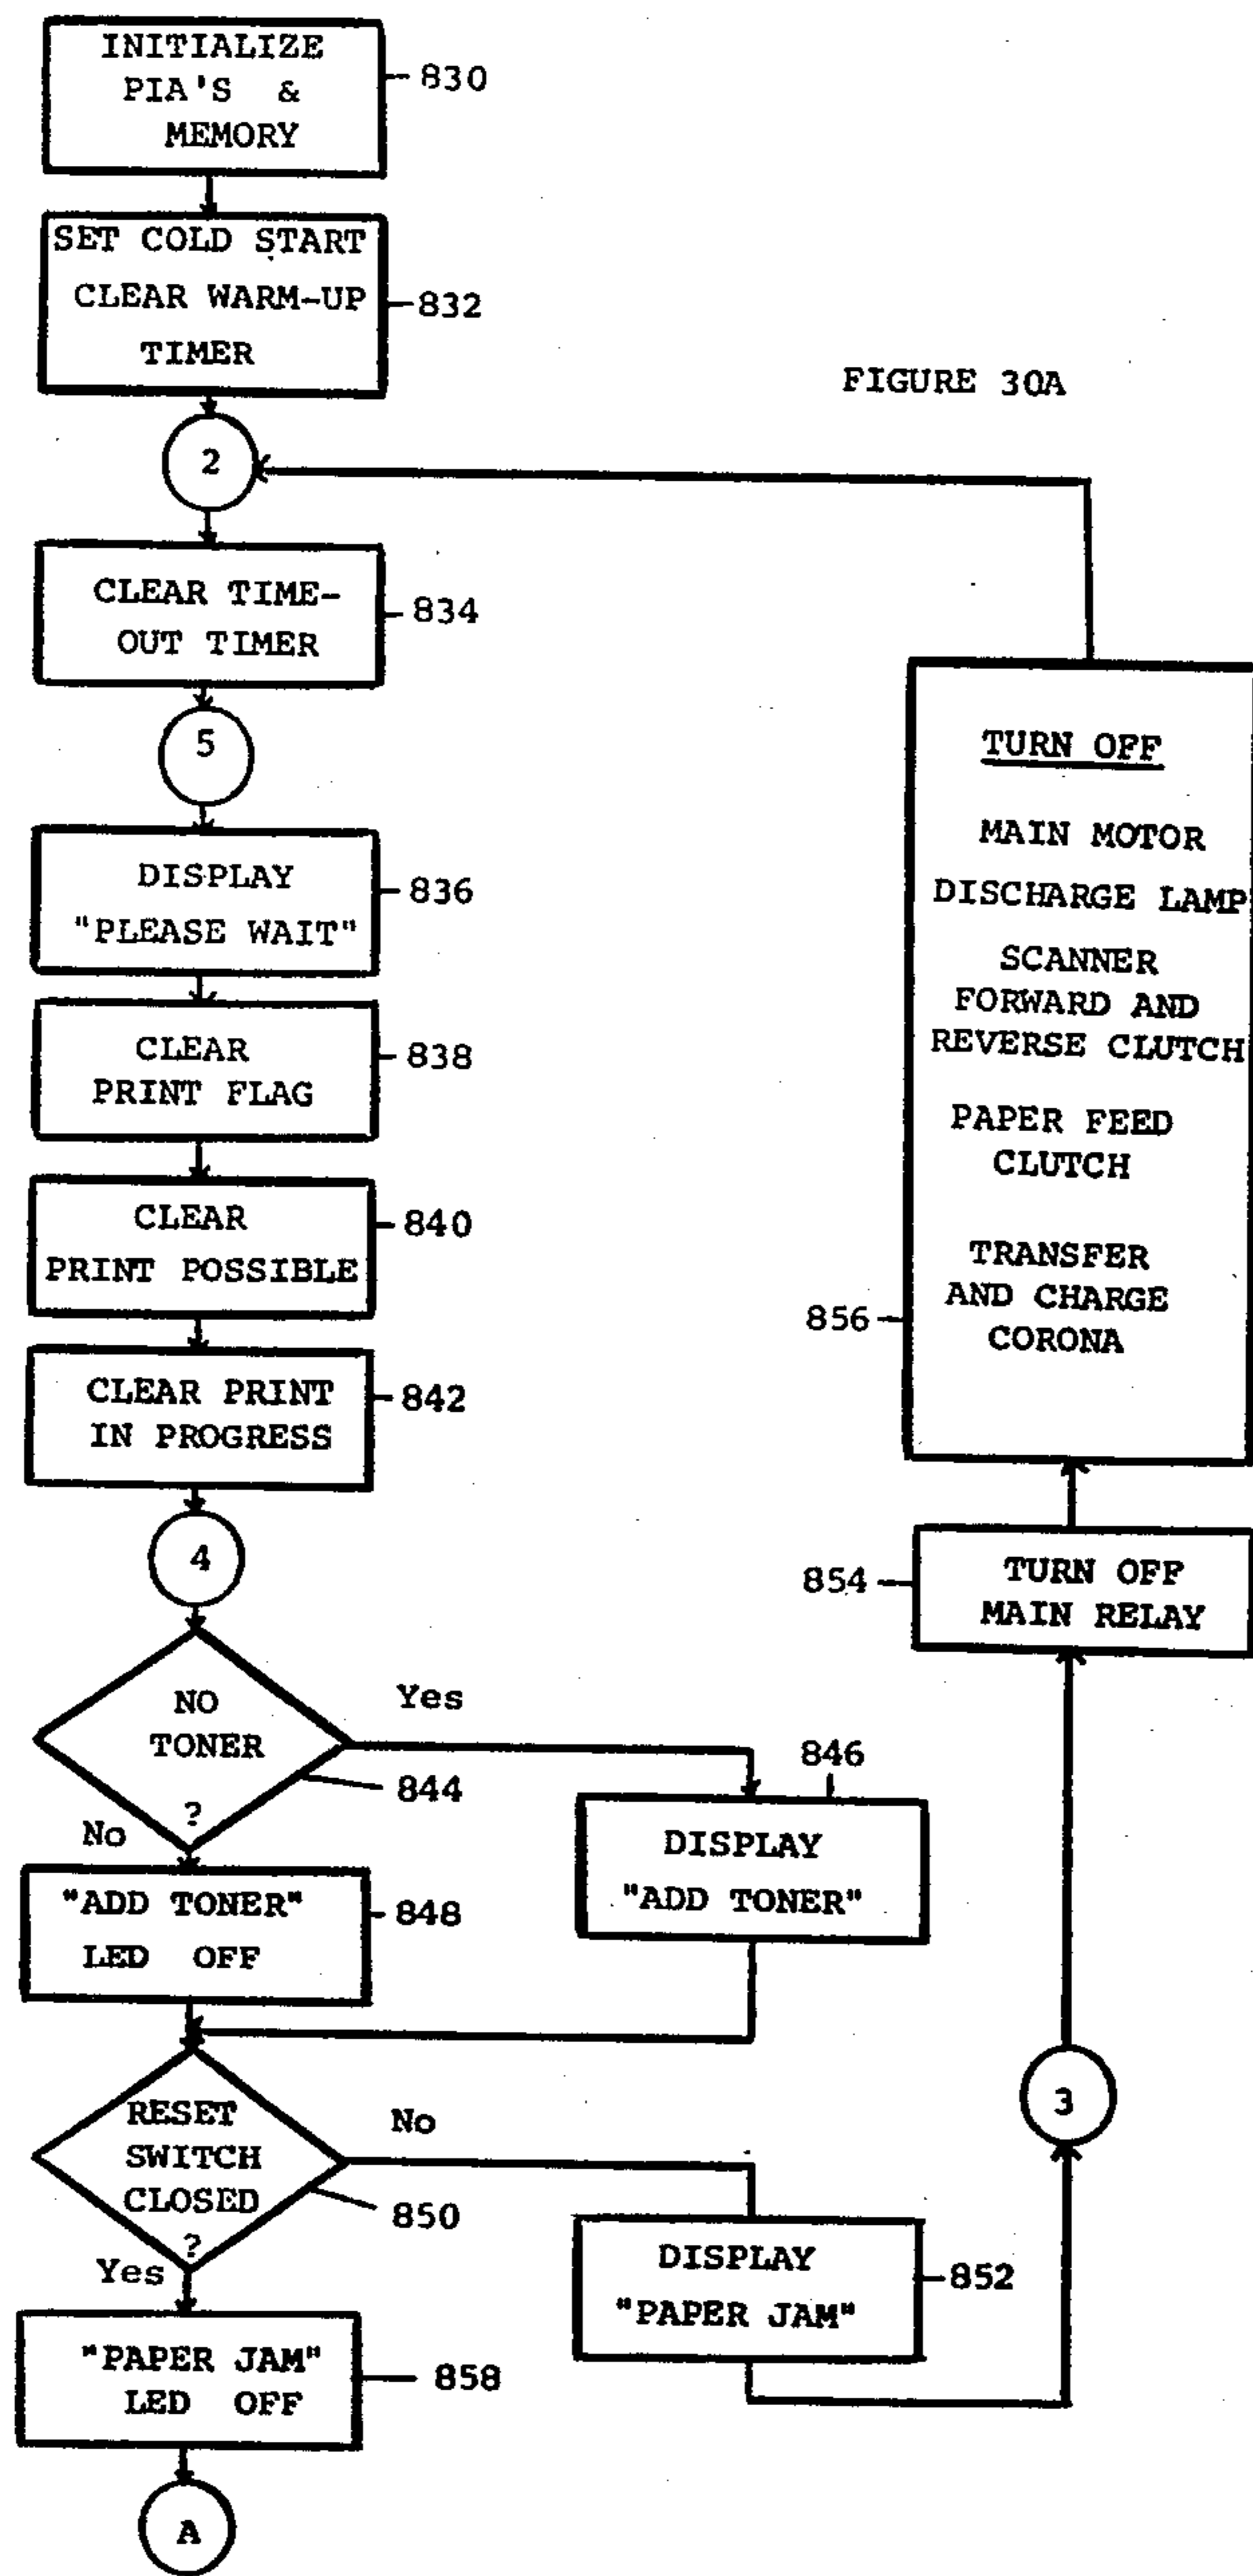 INITIALIZE
PIA'S &
MEMORY
830
SET COLD START
CLEAR WARM-UP
TIMER
832
FIGURE 30A
2
CLEAR TIME-
OUT TIMER
834
5
DISPLAY
"PLEASE WAIT"
836
CLEAR
PRINT FLAG
838
CLEAR
PRINT POSSIBLE
840
CLEAR PRINT
IN PROGRESS
842
4
NO
TONER
?
844
Yes
No
DISPLAY
"ADD TONER"
846
"ADD TONER"
LED OFF
848
RESET
SWITCH
CLOSED
?
850
No
Yes
DISPLAY
"PAPER JAM"
852
"PAPER JAM"
LED OFF
858
A
3
TURN OFF
MAIN RELAY
854
TURN OFF
MAIN MOTOR
DISCHARGE LAMP
SCANNER
FORWARD AND
REVERSE CLUTCH
PAPER FEED
CLUTCH
TRANSFER
AND CHARGE
CORONA
856